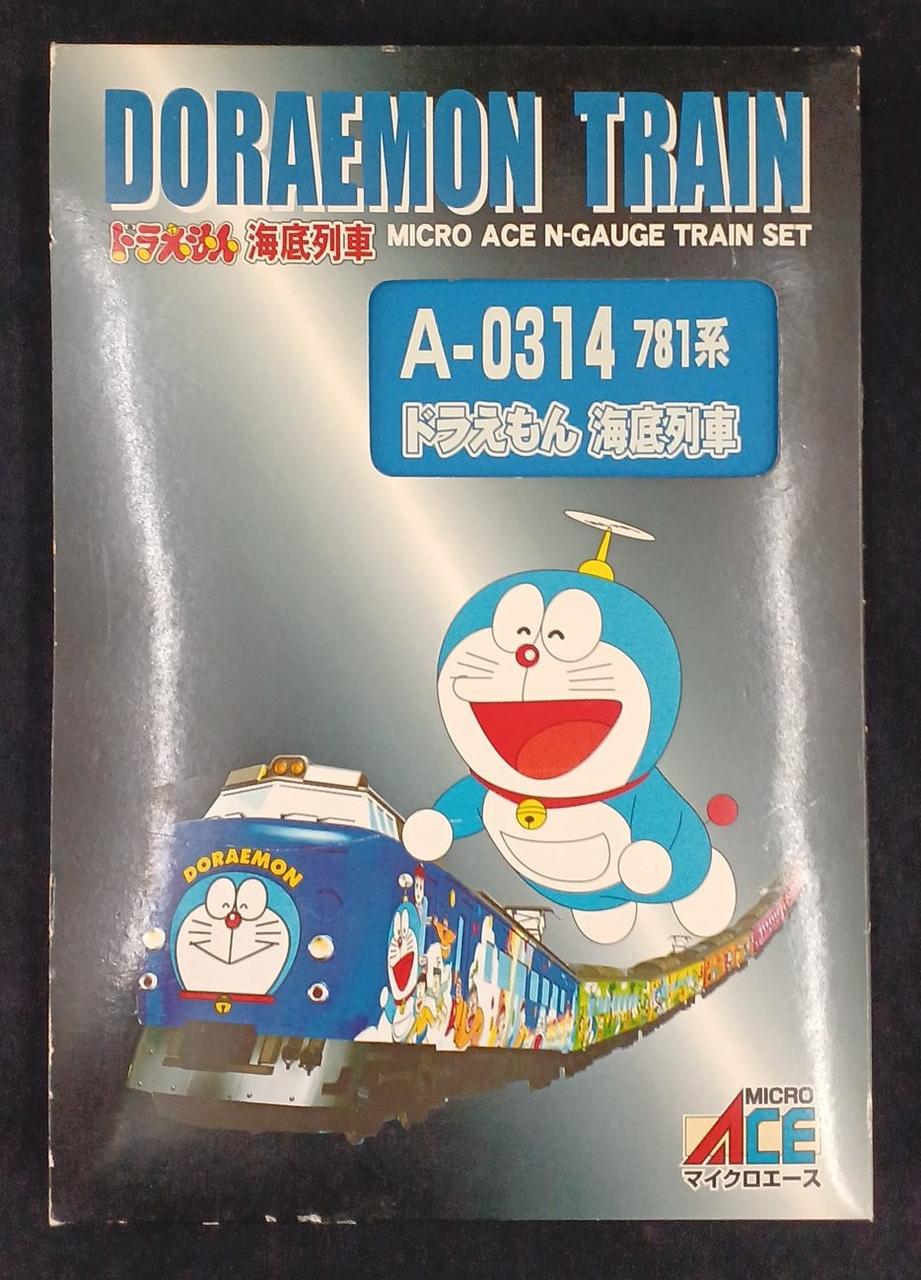 DORAEMON TRAIN
ドラえもん 海底列車 MICRO ACE N-GAUGE TRAIN SET
A-0314 781系
ドラえもん 海底列車
DORAEMON
MICRO
ACE
マイクロエース